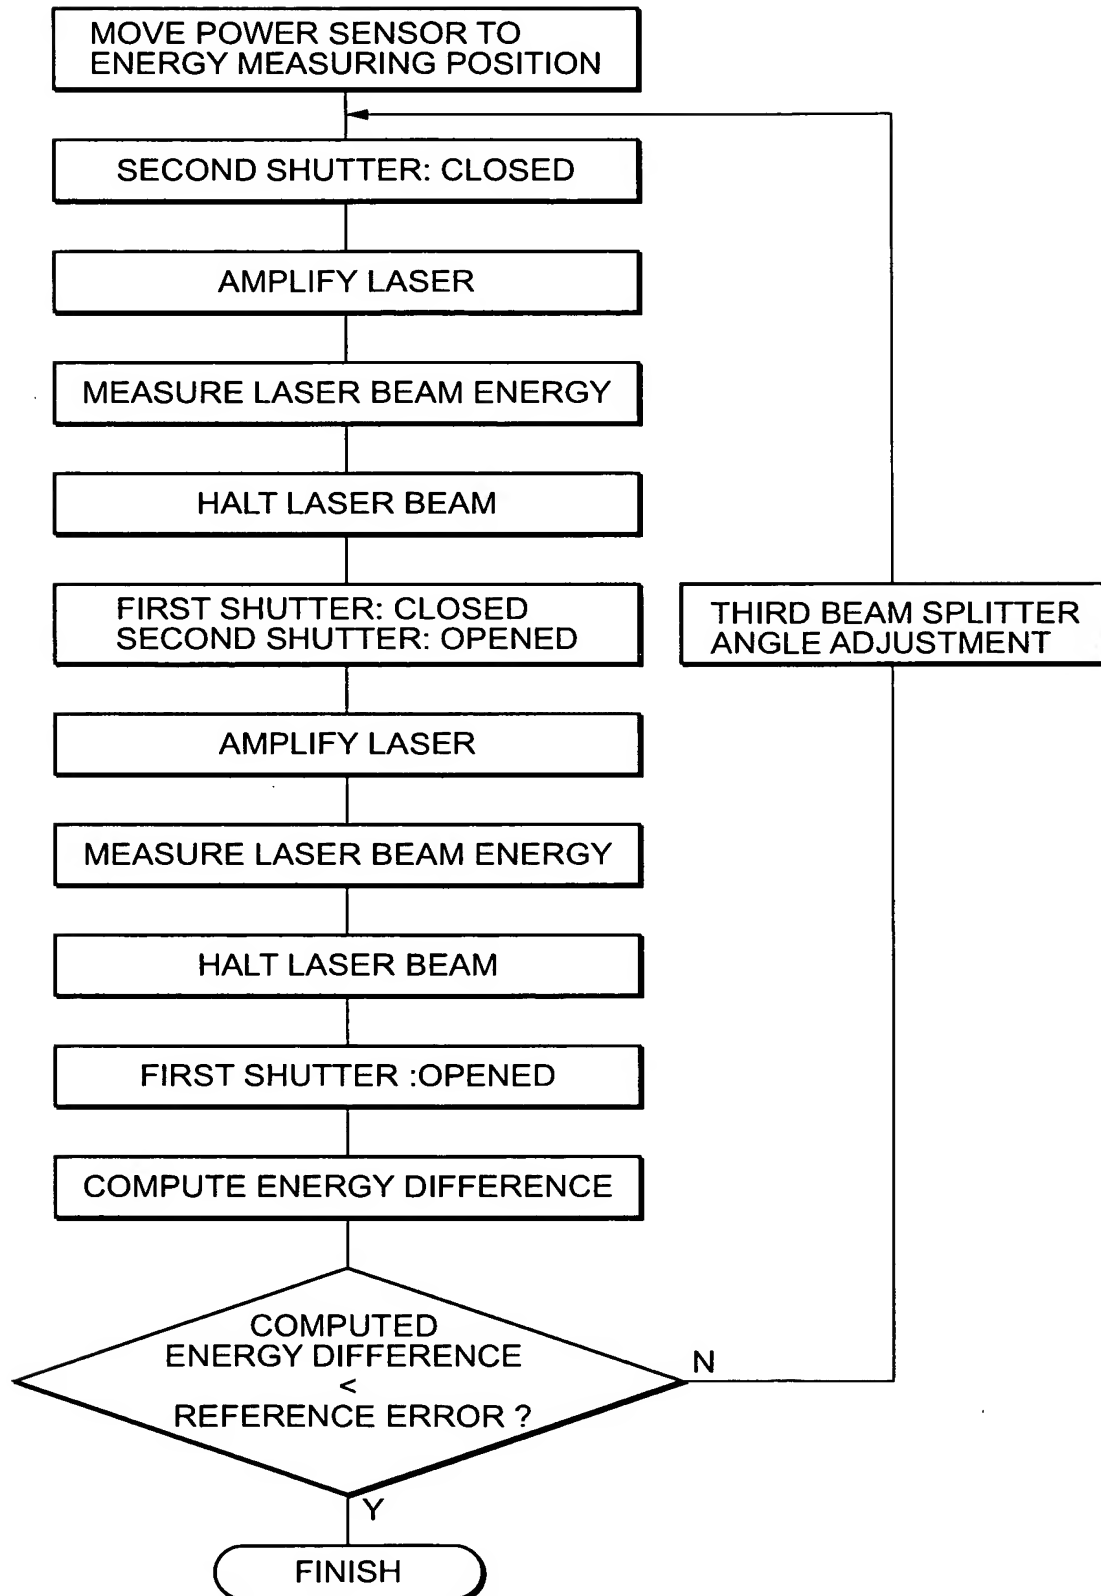 MOVE POWER SENSOR TO
ENERGY MEASURING POSITION
SECOND SHUTTER: CLOSED
AMPLIFY LASER
MEASURE LASER BEAM ENERGY
HALT LASER BEAM
FIRST SHUTTER: CLOSED
SECOND SHUTTER: OPENED
THIRD BEAM SPLITTER
ANGLE ADJUSTMENT
AMPLIFY LASER
MEASURE LASER BEAM ENERGY
HALT LASER BEAM
FIRST SHUTTER :OPENED
COMPUTE ENERGY DIFFERENCE
COMPUTED
ENERGY DIFFERENCE
<
REFERENCE ERROR ?
N
Y
FINISH